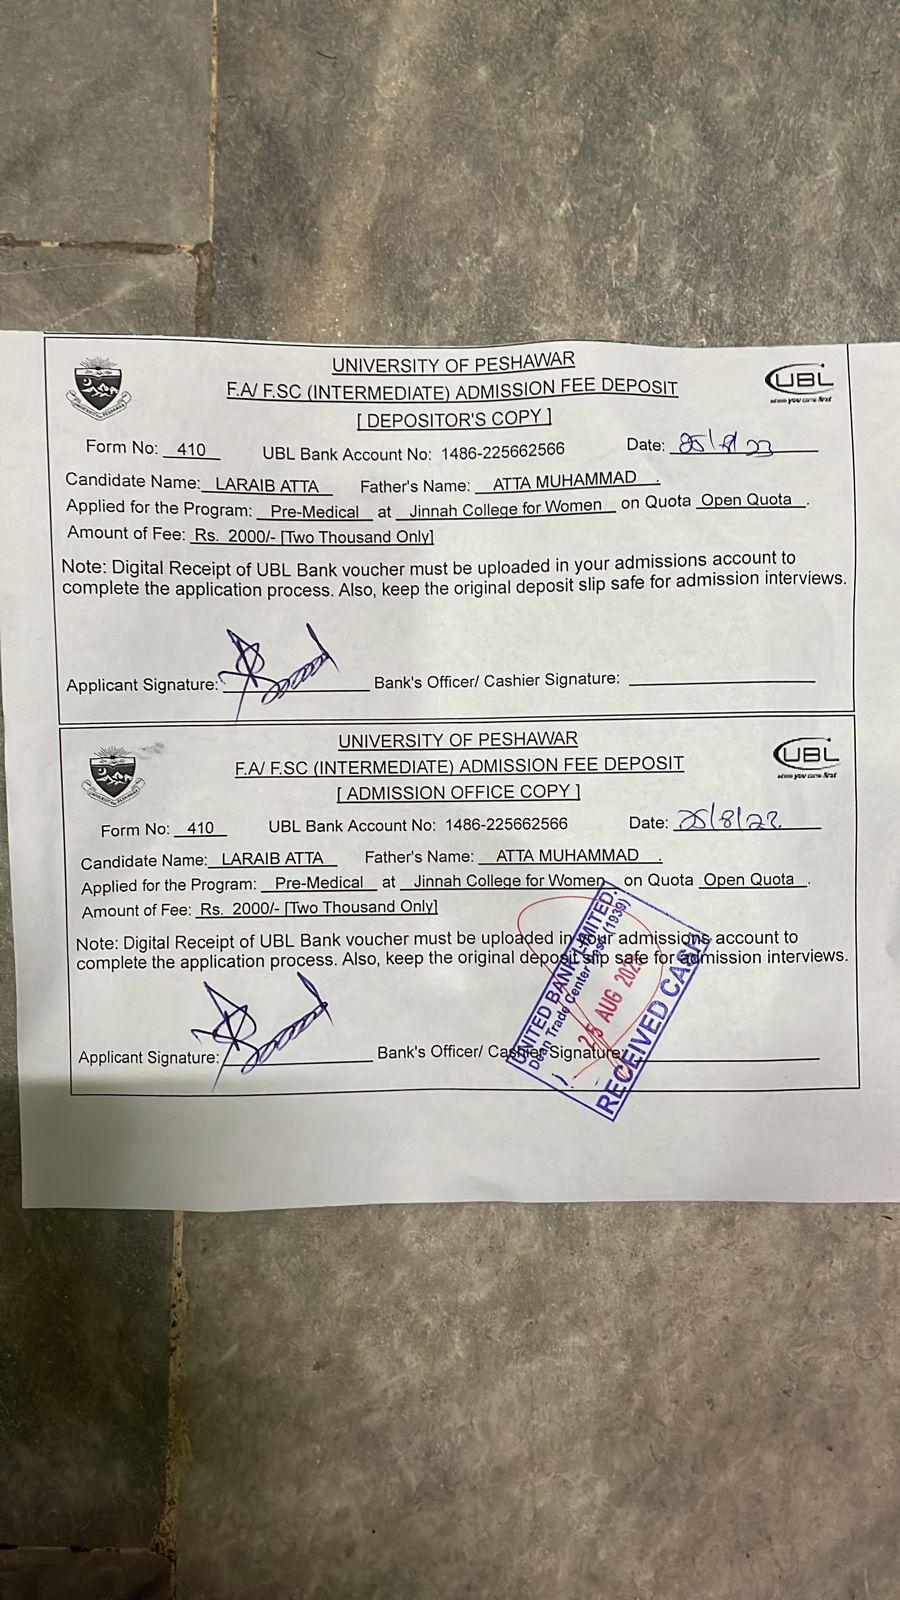 UNIVERSITY OF PESHAWAR
F.A/ F.SC (INTERMEDIATE) ADMISSION FEE DEPOSIT
[ DEPOSITOR'S COPY ]
UBL
where you come first
Form No: 410 UBL Bank Account No: 1486-225662566 Date: 25/8/23
Candidate Name: LARAIB ATTA Father's Name: ATTA MUHAMMAD .
Applied for the Program: Pre-Medical at Jinnah College for Women on Quota Open Quota .
Amount of Fee: Rs. 2000/- [Two Thousand Only]
Note: Digital Receipt of UBL Bank voucher must be uploaded in your admissions account to
complete the application process. Also, keep the original deposit slip safe for admission interviews.
Applicant Signature: Bank's Officer/ Cashier Signature:
UNIVERSITY OF PESHAWAR
F.A/ F.SC (INTERMEDIATE) ADMISSION FEE DEPOSIT
[ ADMISSION OFFICE COPY ]
UBL
where you come first
Form No: 410 UBL Bank Account No: 1486-225662566 Date: 25/8/23
Candidate Name: LARAIB ATTA Father's Name: ATTA MUHAMMAD .
Applied for the Program: Pre-Medical at Jinnah College for Women on Quota Open Quota .
Amount of Fee: Rs. 2000/- [Two Thousand Only]
Note: Digital Receipt of UBL Bank voucher must be uploaded in your admissions account to
complete the application process. Also, keep the original deposit slip safe for admission interviews.
Applicant Signature: Bank's Officer/ Cashier Signature:
UNITED BANK LIMITED.
Dean Trade Center (1939)
25 AUG
RECEIVED CASH